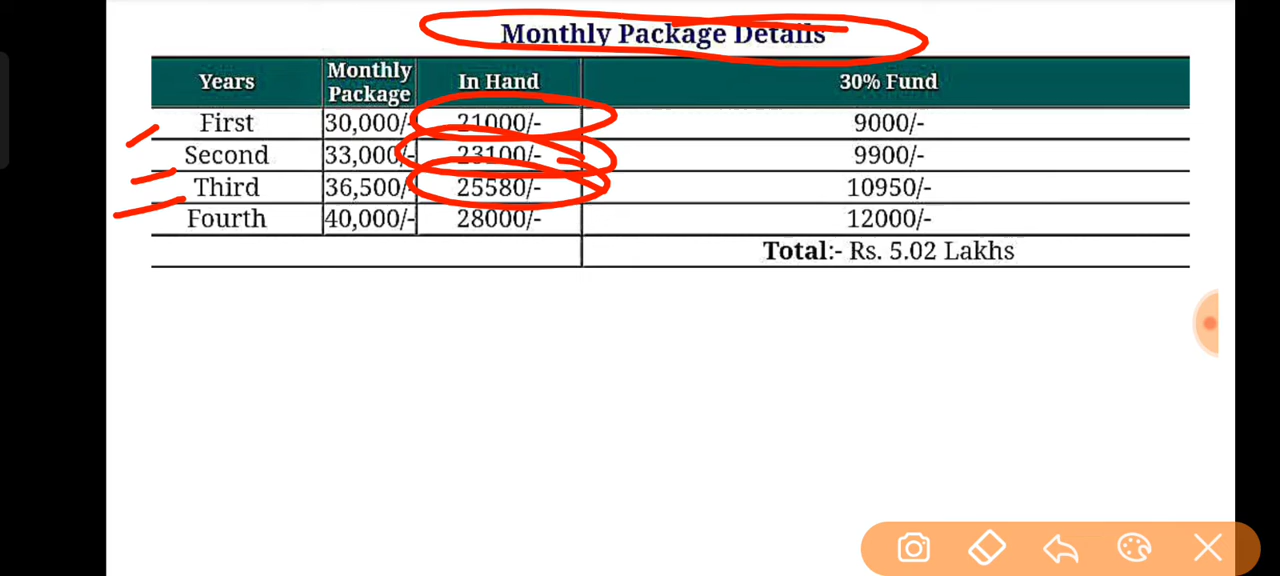 Monthly Package Details
Years Monthly Package In Hand 30% Fund
First 30,000/- 21000/- 9000/-
Second 33,000/- 23100/- 9900/-
Third 36,500/- 25580/- 10950/-
Fourth 40,000/- 28000/- 12000/-
Total:- Rs. 5.02 Lakhs